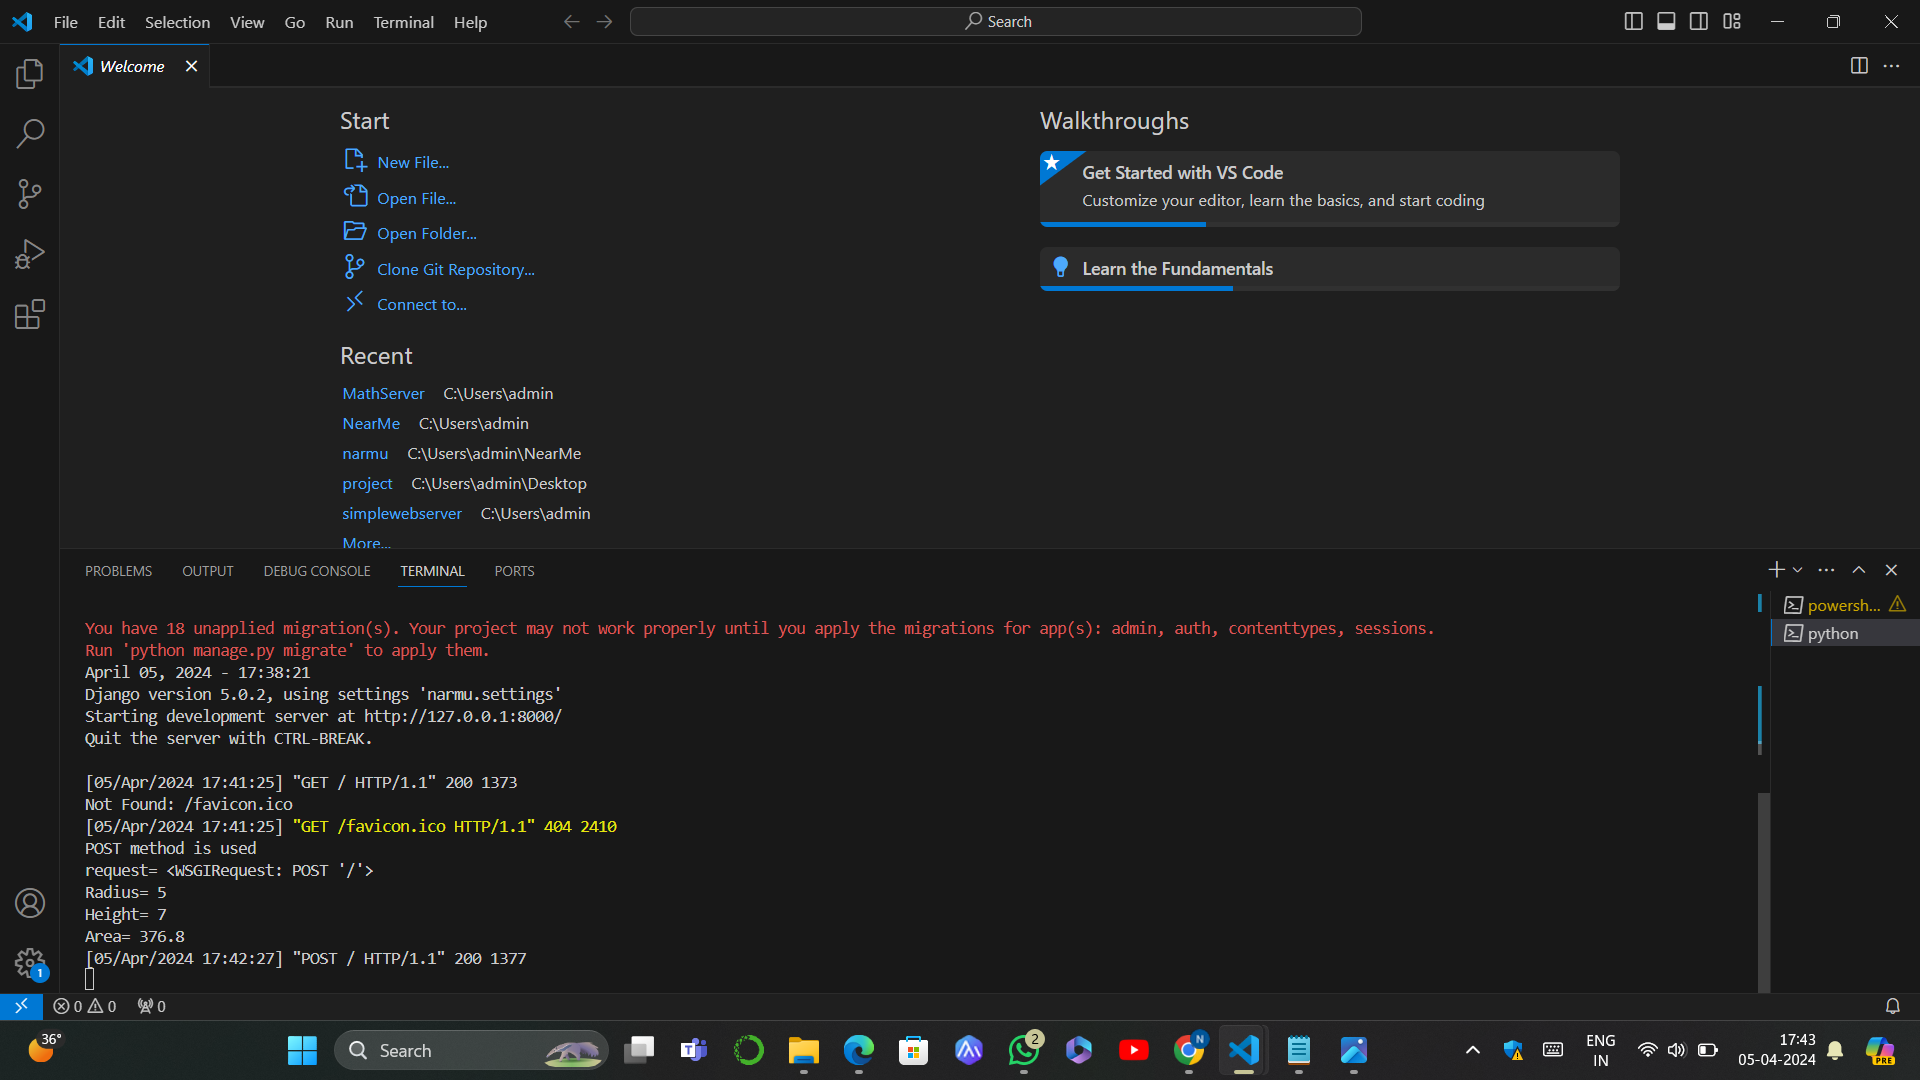 File Edit Selection View Go Run Terminal Help
Search
Welcome
Start
New File...
Open File...
Open Folder...
Clone Git Repository...
Connect to...
Recent
MathServer C:\Users\admin
NearMe C:\Users\admin
narmu C:\Users\admin\NearMe
project C:\Users\admin\Desktop
simplewebserver C:\Users\admin
More...
Walkthroughs
Get Started with VS Code
Customize your editor, learn the basics, and start coding
Learn the Fundamentals
PROBLEMS OUTPUT DEBUG CONSOLE TERMINAL PORTS
You have 18 unapplied migration(s). Your project may not work properly until you apply the migrations for app(s): admin, auth, contenttypes, sessions.
Run 'python manage.py migrate' to apply them.
April 05, 2024 - 17:38:21
Django version 5.0.2, using settings 'narmu.settings'
Starting development server at http://127.0.0.1:8000/
Quit the server with CTRL-BREAK.
[05/Apr/2024 17:41:25] "GET / HTTP/1.1" 200 1373
Not Found: /favicon.ico
[05/Apr/2024 17:41:25] "GET /favicon.ico HTTP/1.1" 404 2410
POST method is used
request= <WSGIRequest: POST '/'>
Radius= 5
Height= 7
Area= 376.8
[05/Apr/2024 17:42:27] "POST / HTTP/1.1" 200 1377
powersh...
python
1
0 0 0
36°
Search
2
N
ENG
IN
17:43
05-04-2024
PRE